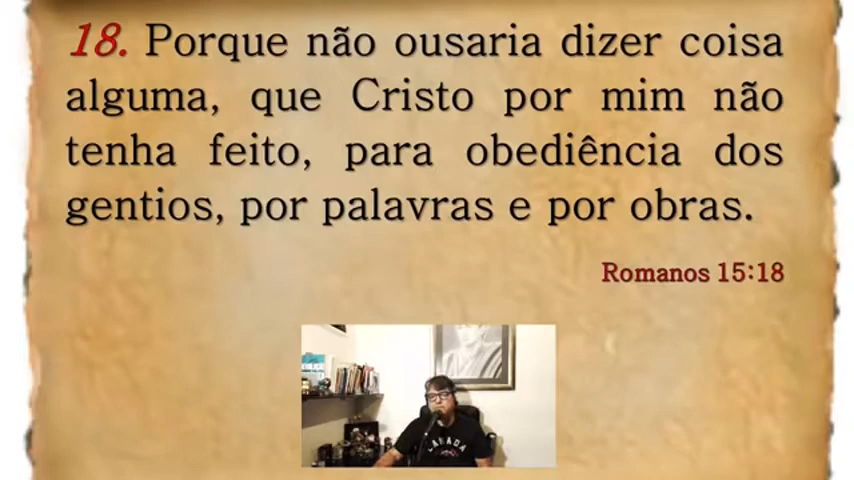 18. Porque não ousaria dizer coisa
alguma, que Cristo por mim não
tenha feito, para obediência dos
gentios, por palavras e por obras.
Romanos 15:18
CANADA